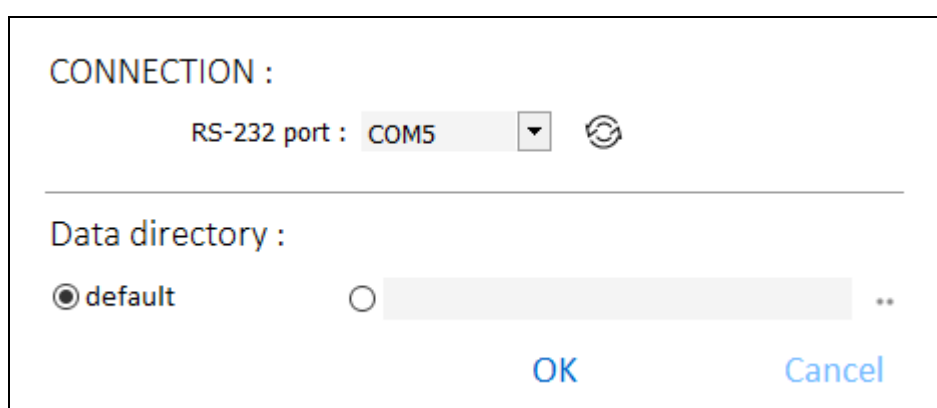 CONNECTION :
RS-232 port : COM5
Data directory :
default
OK Cancel